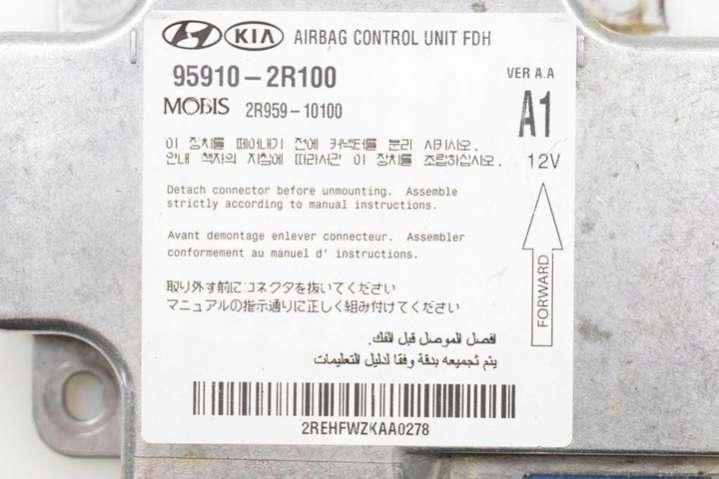 HYUNDAI KIA AIRBAG CONTROL UNIT FDH
95910-2R100
VER A.A
MOBIS 2R959-10100
A1
이 장치를 떼어내기 전에 커넥터를 분리 시키시오.
안내 책자의 지침에 따라서만 이 장치를 조립하십시오.
12V
Detach connector before unmounting. Assemble
strictly according to manual instructions.
Avant demontage enlever connecteur. Assembler
conformement au manuel d' instructions.
FORWARD
取り外す前にコネクタを抜いてください
マニュアルの指示通りに正しく組み付けてください
افصل الموصل قبل الفك.
يتم تجميعه بدقة وفقا لدليل التعليمات
2REHFWZKAA0278